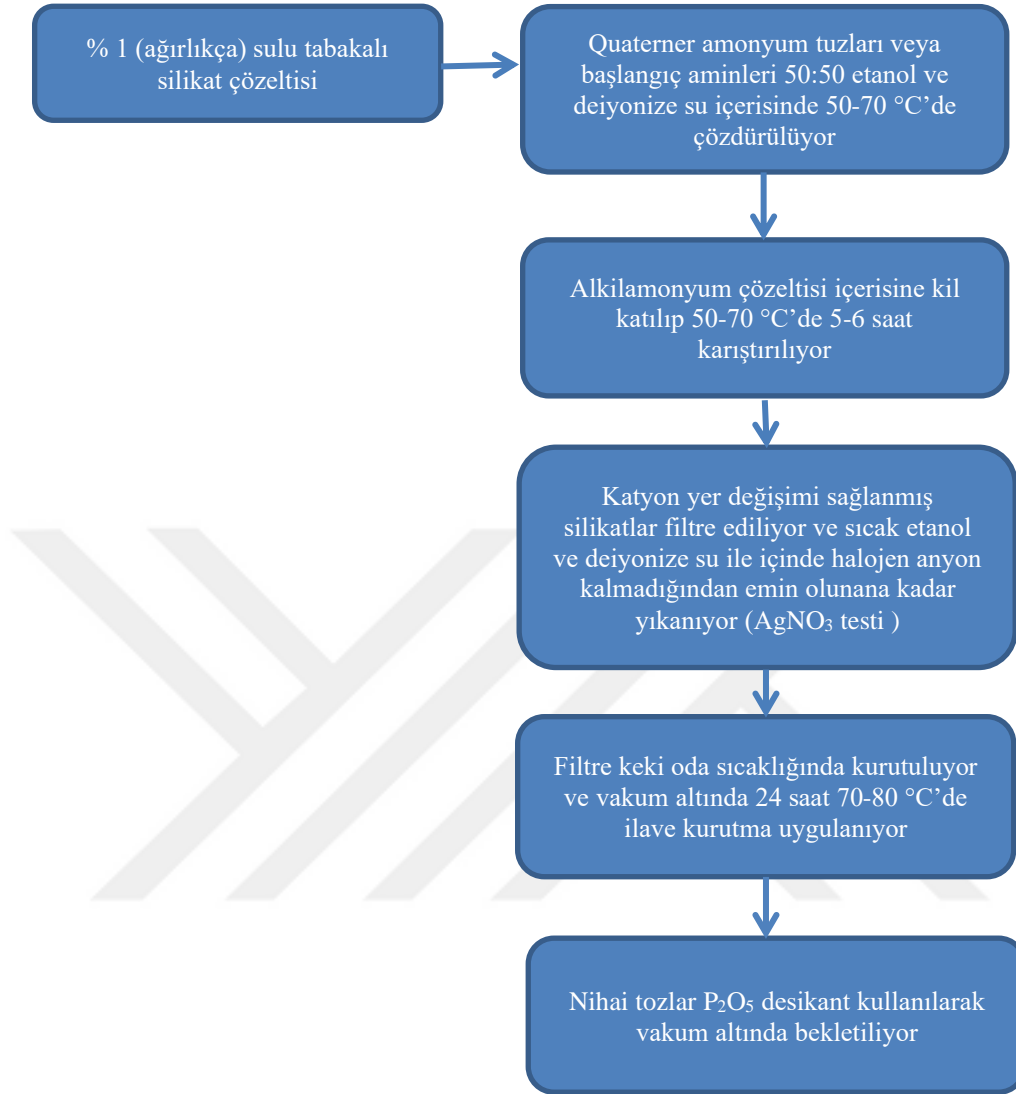 % 1 (ağırlıkça) sulu tabakalı
silikat çözeltisi
Quaterner amonyum tuzları veya
başlangıç aminleri 50:50 etanol ve
deiyonize su içerisinde 50-70 °C’de
çözdürülüyor
Alkilamonyum çözeltisi içerisine kil
katılıp 50-70 °C’de 5-6 saat
karıştırılıyor
Katyon yer değişimi sağlanmış
silikatlar filtre ediliyor ve sıcak etanol
ve deiyonize su ile içinde halojen anyon
kalmadığından emin olunana kadar
yıkanıyor (AgNO₃ testi )
Filtre keki oda sıcaklığında kurutuluyor
ve vakum altında 24 saat 70-80 °C’de
ilave kurutma uygulanıyor
Nihai tozlar P₂O₅ desikant kullanılarak
vakum altında bekletiliyor